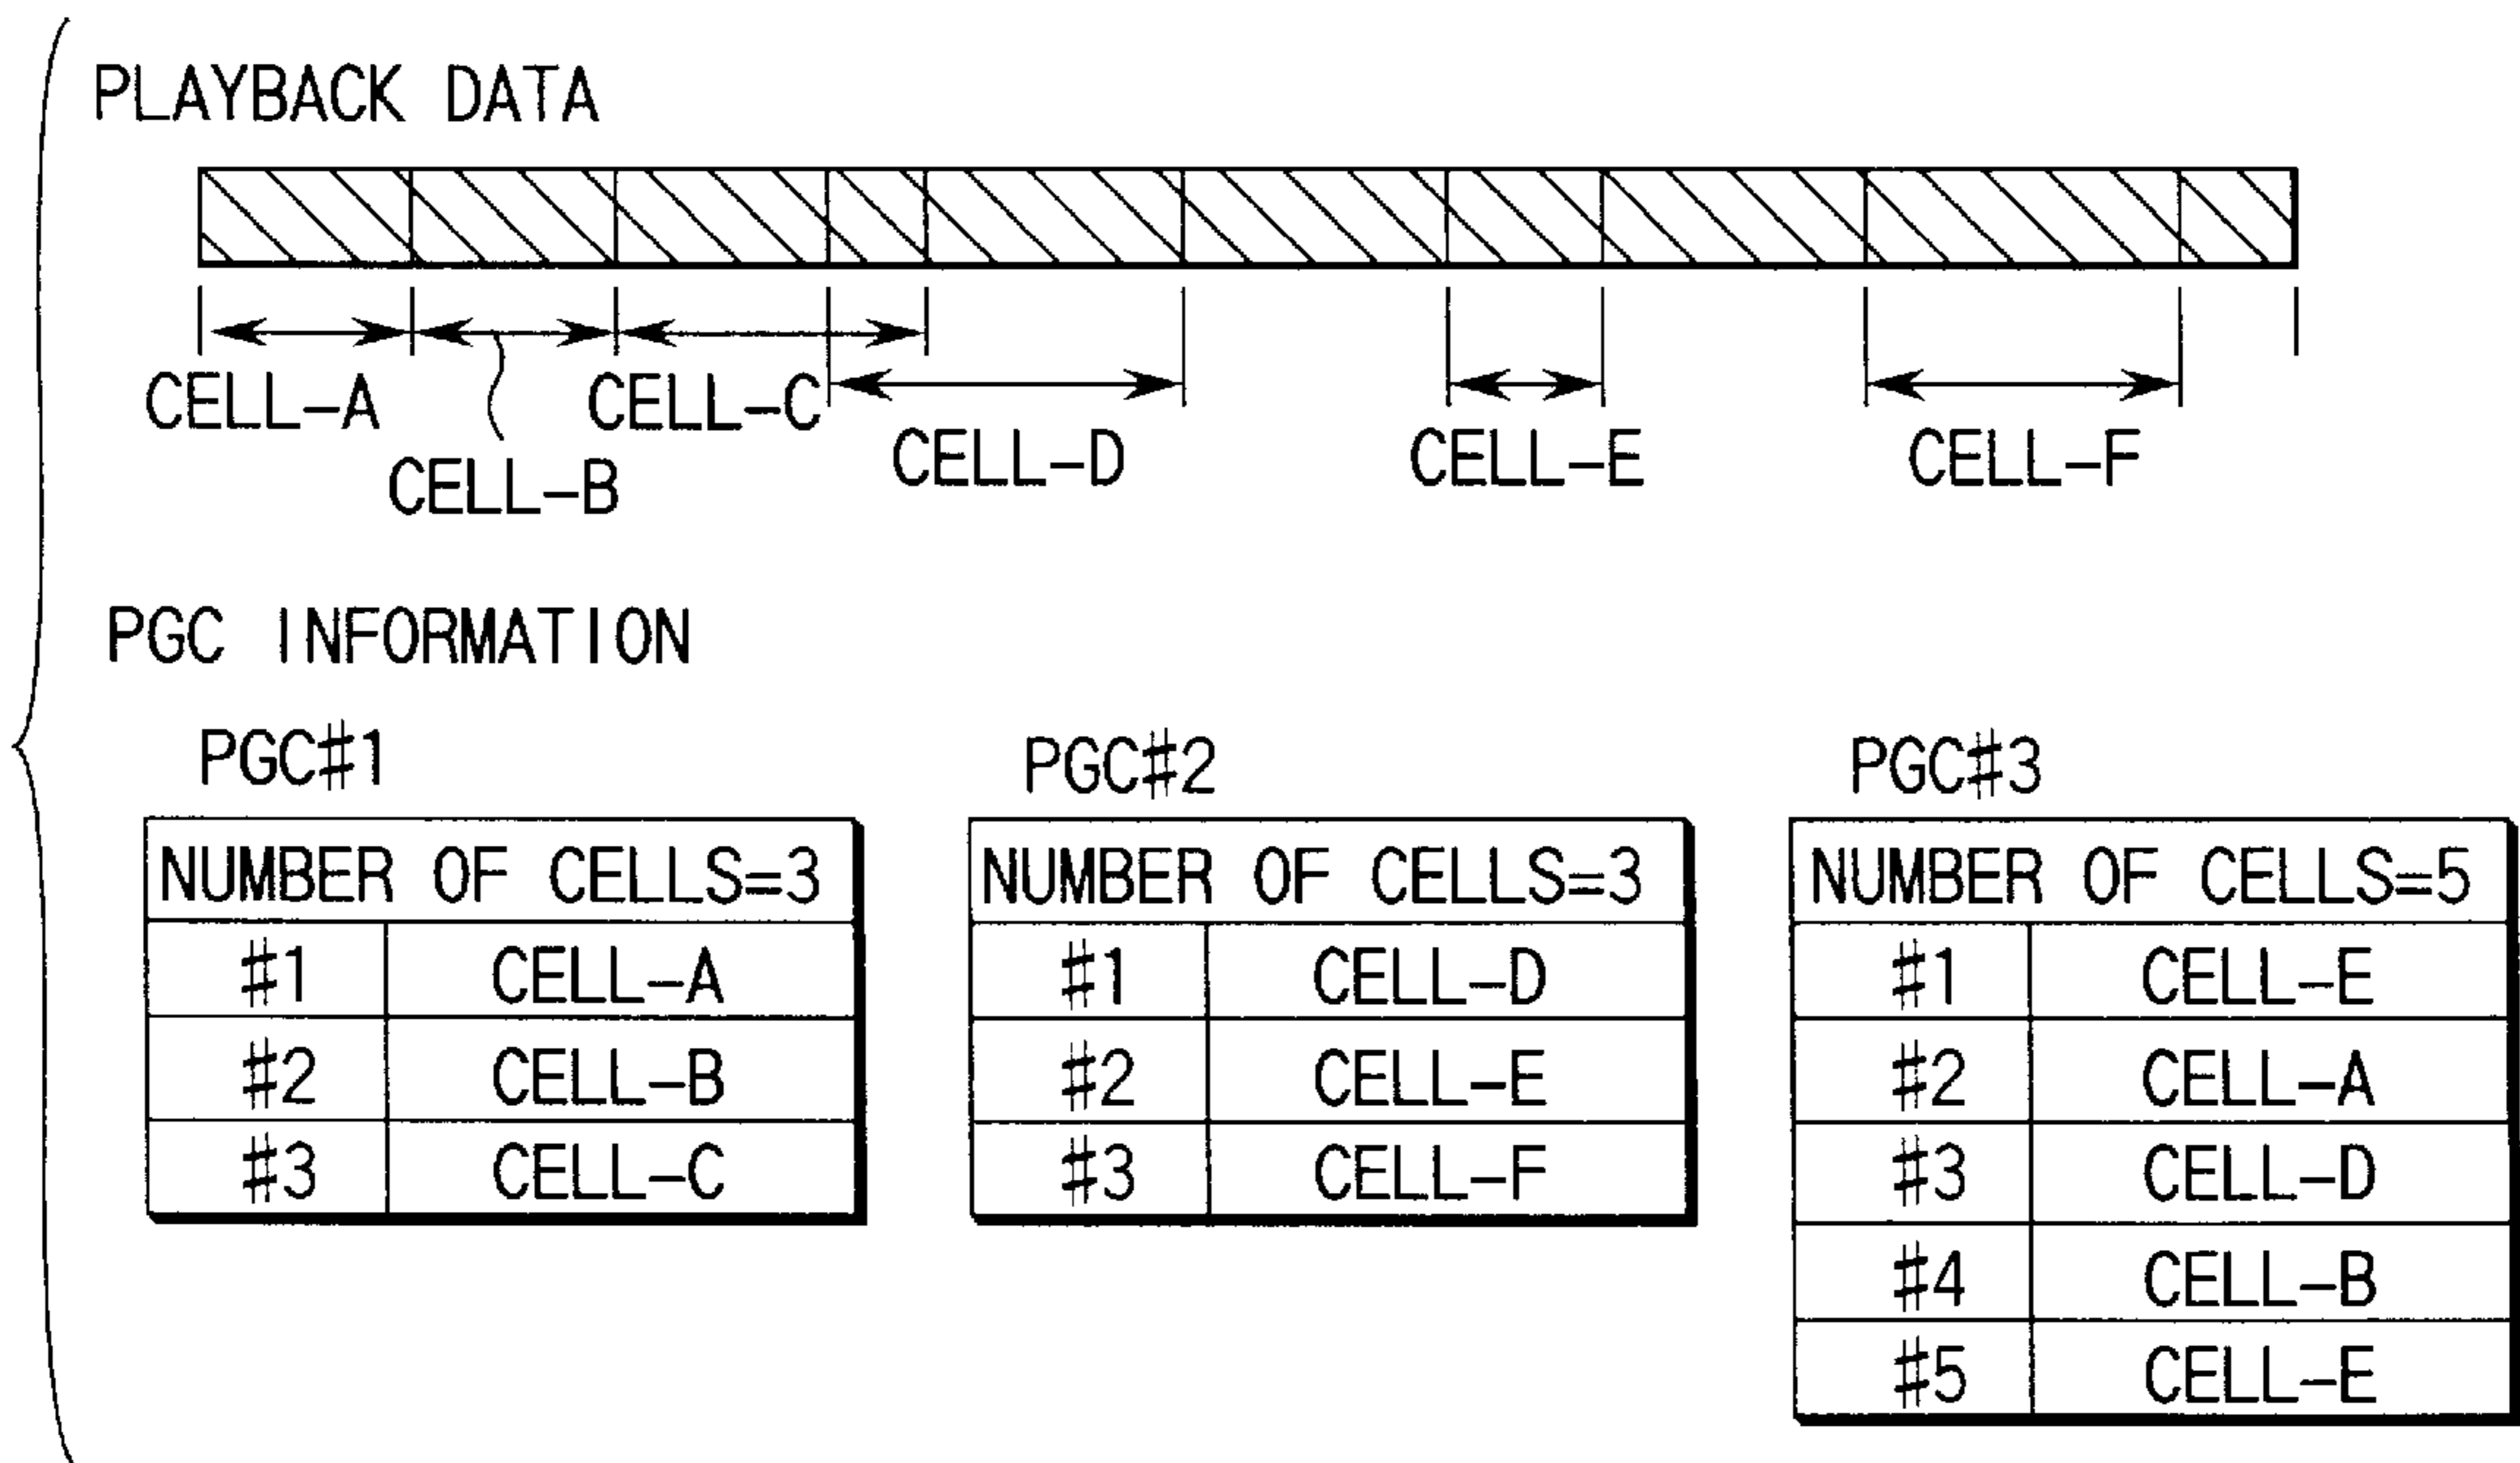 PLAYBACK DATA
CELL-A
CELL-B
CELL-C
CELL-D
CELL-E
CELL-F
PGC INFORMATION
PGC#1
NUMBER OF CELLS=3
#1 CELL-A
#2 CELL-B
#3 CELL-C
PGC#2
NUMBER OF CELLS=3
#1 CELL-D
#2 CELL-E
#3 CELL-F
PGC#3
NUMBER OF CELLS=5
#1 CELL-E
#2 CELL-A
#3 CELL-D
#4 CELL-B
#5 CELL-E